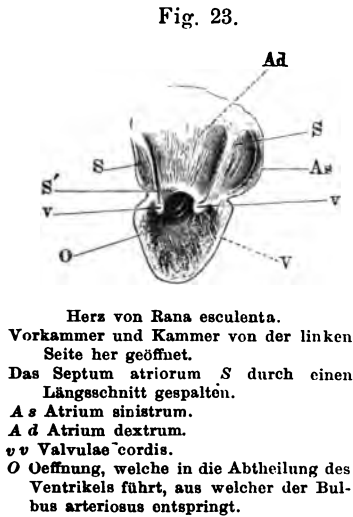 Fig. 23.
Ad
S
S
As
S′
v
v
O
V
Herz von Rana esculenta.
Vorkammer und Kammer von der linken
Seite her geöffnet.
Das Septum atriorum S durch einen
Längsschnitt gespalten.
A s Atrium sinistrum.
A d Atrium dextrum.
v v Valvulae cordis.
O Oeffnung, welche in die Abtheilung des
Ventrikels führt, aus welcher der Bul-
bus arteriosus entspringt.